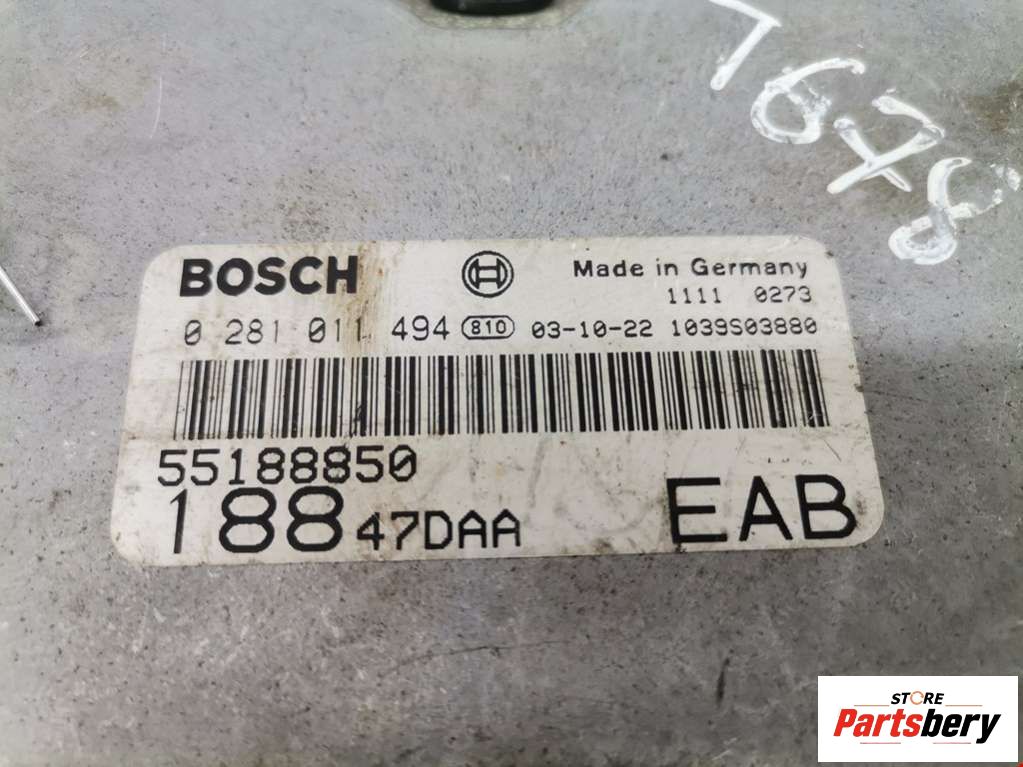 7678
BOSCH
Made in Germany
1111 0273
0 281 011 494 810 03-10-22 1039S03880
55188850
188 47DAA EAB
STORE
Partsbery